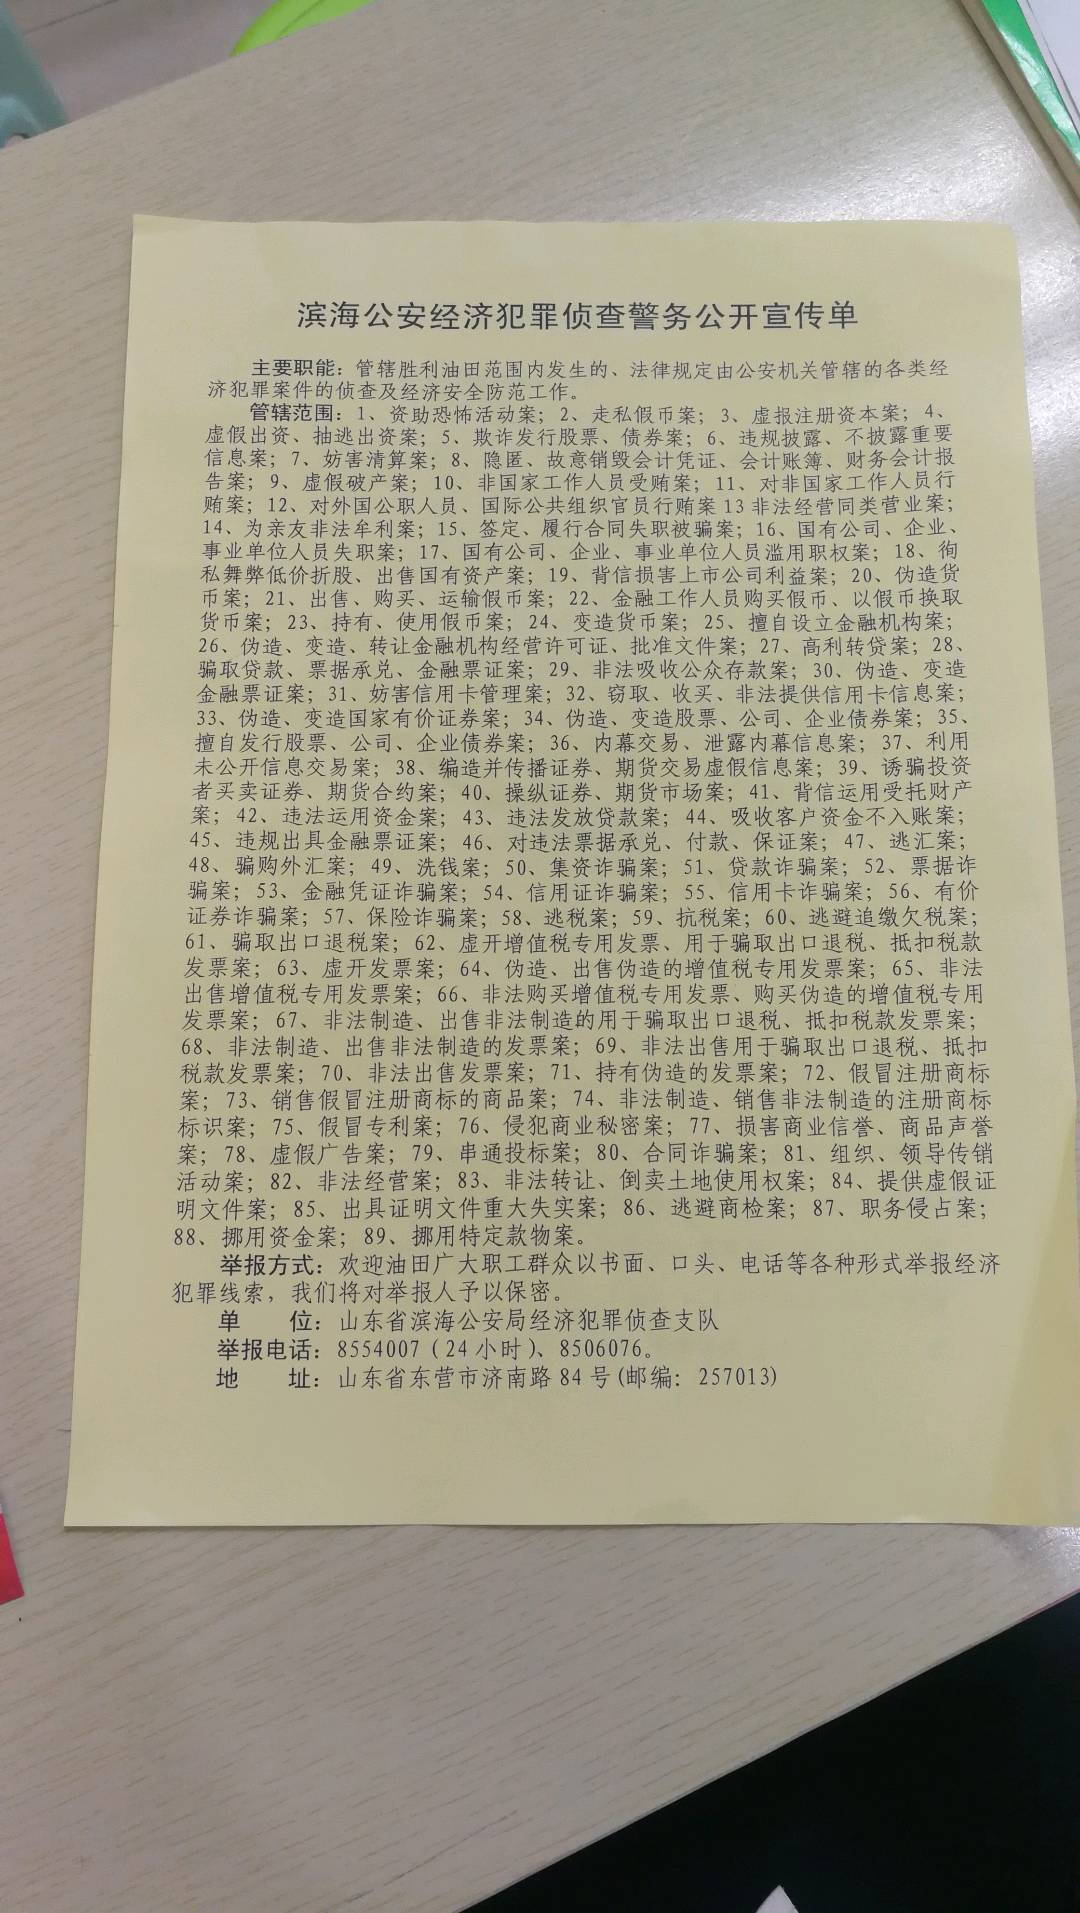 滨海公安经济犯罪侦查警务公开宣传单
主要职能：管辖胜利油田范围内发生的、法律规定由公安机关管辖的各类经
济犯罪案件的侦查及经济安全防范工作。
管辖范围：1、资助恐怖活动案；2、走私假币案；3、虚报注册资本案；4、
虚假出资、抽逃出资案；5、欺诈发行股票、债券案；6、违规披露、不披露重要
信息案；7、妨害清算案；8、隐匿、故意销毁会计凭证、会计账簿、财务会计报
告案；9、虚假破产案；10、非国家工作人员受贿案；11、对非国家工作人员行
贿案；12、对外国公职人员、国际公共组织官员行贿案 13 非法经营同类营业案；
14、为亲友非法牟利案；15、签定、履行合同失职被骗案；16、国有公司、企业、
事业单位人员失职案；17、国有公司、企业、事业单位人员滥用职权案；18、徇
私舞弊低价折股、出售国有资产案；19、背信损害上市公司利益案；20、伪造货
币案；21、出售、购买、运输假币案；22、金融工作人员购买假币、以假币换取
货币案；23、持有、使用假币案；24、变造货币案；25、擅自设立金融机构案；
26、伪造、变造、转让金融机构经营许可证、批准文件案；27、高利转贷案；28、
骗取贷款、票据承兑、金融票证案；29、非法吸收公众存款案；30、伪造、变造
金融票证案；31、妨害信用卡管理案；32、窃取、收买、非法提供信用卡信息案；
33、伪造、变造国家有价证券案；34、伪造、变造股票、公司、企业债券案；35、
擅自发行股票、公司、企业债券案；36、内幕交易、泄露内幕信息案；37、利用
未公开信息交易案；38、编造并传播证券、期货交易虚假信息案；39、诱骗投资
者买卖证券、期货合约案；40、操纵证券、期货市场案；41、背信运用受托财产
案；42、违法运用资金案；43、违法发放贷款案；44、吸收客户资金不入账案；
45、违规出具金融票证案；46、对违法票据承兑、付款、保证案；47、逃汇案；
48、骗购外汇案；49、洗钱案；50、集资诈骗案；51、贷款诈骗案；52、票据诈
骗案；53、金融凭证诈骗案；54、信用证诈骗案；55、信用卡诈骗案；56、有价
证券诈骗案；57、保险诈骗案；58、逃税案；59、抗税案；60、逃避追缴欠税案；
61、骗取出口退税案；62、虚开增值税专用发票、用于骗取出口退税、抵扣税款
发票案；63、虚开发票案；64、伪造、出售伪造的增值税专用发票案；65、非法
出售增值税专用发票案；66、非法购买增值税专用发票、购买伪造的增值税专用
发票案；67、非法制造、出售非法制造的用于骗取出口退税、抵扣税款发票案；
68、非法制造、出售非法制造的发票案；69、非法出售用于骗取出口退税、抵扣
税款发票案；70、非法出售发票案；71、持有伪造的发票案；72、假冒注册商标
案；73、销售假冒注册商标的商品案；74、非法制造、销售非法制造的注册商标
标识案；75、假冒专利案；76、侵犯商业秘密案；77、损害商业信誉、商品声誉
案；78、虚假广告案；79、串通投标案；80、合同诈骗案；81、组织、领导传销
活动案；82、非法经营案；83、非法转让、倒卖土地使用权案；84、提供虚假证
明文件案；85、出具证明文件重大失实案；86、逃避商检案；87、职务侵占案；
88、挪用资金案；89、挪用特定款物案。
举报方式：欢迎油田广大职工群众以书面、口头、电话等各种形式举报经济
犯罪线索，我们将对举报人予以保密。
单　　位：山东省滨海公安局经济犯罪侦查支队
举报电话：8554007（24小时）、8506076。
地　　址：山东省东营市济南路 84 号(邮编：257013)